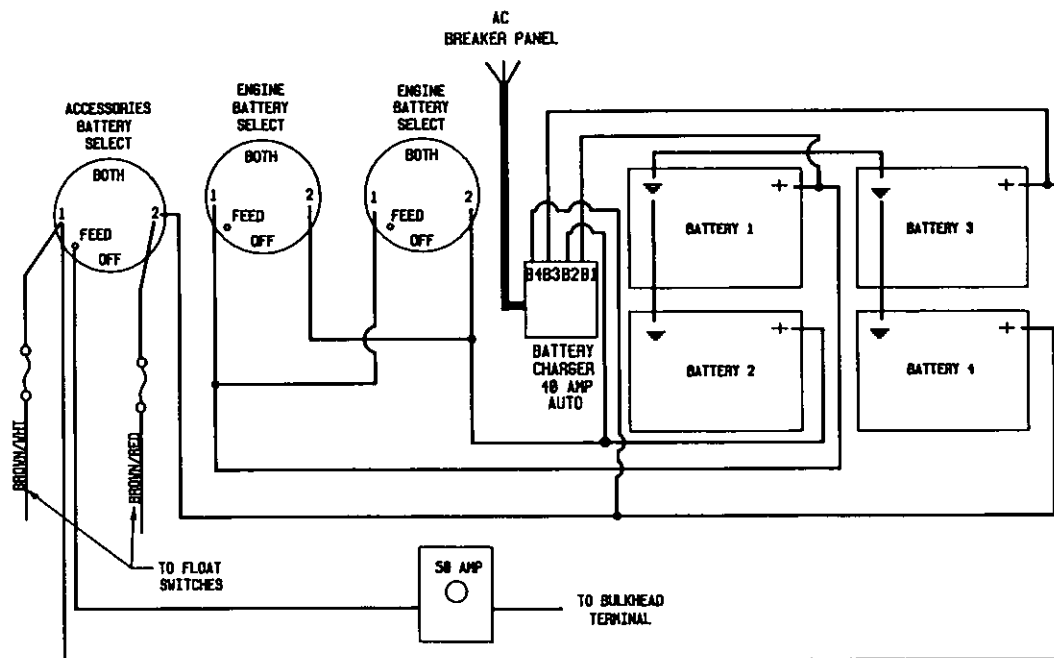 AC
BREAKER PANEL
ACCESSORIES
BATTERY
SELECT
BOTH
1
2
FEED
OFF
ENGINE
BATTERY
SELECT
BOTH
1
2
FEED
OFF
ENGINE
BATTERY
SELECT
BOTH
1
2
FEED
OFF
B4B3B2B1
BATTERY
CHARGER
40 AMP
AUTO
+
BATTERY 1
+
BATTERY 3
+
BATTERY 2
+
BATTERY 4
BROWN/WHT
BROWN/RED
TO FLOAT
SWITCHES
50 AMP
TO BULKHEAD
TERMINAL